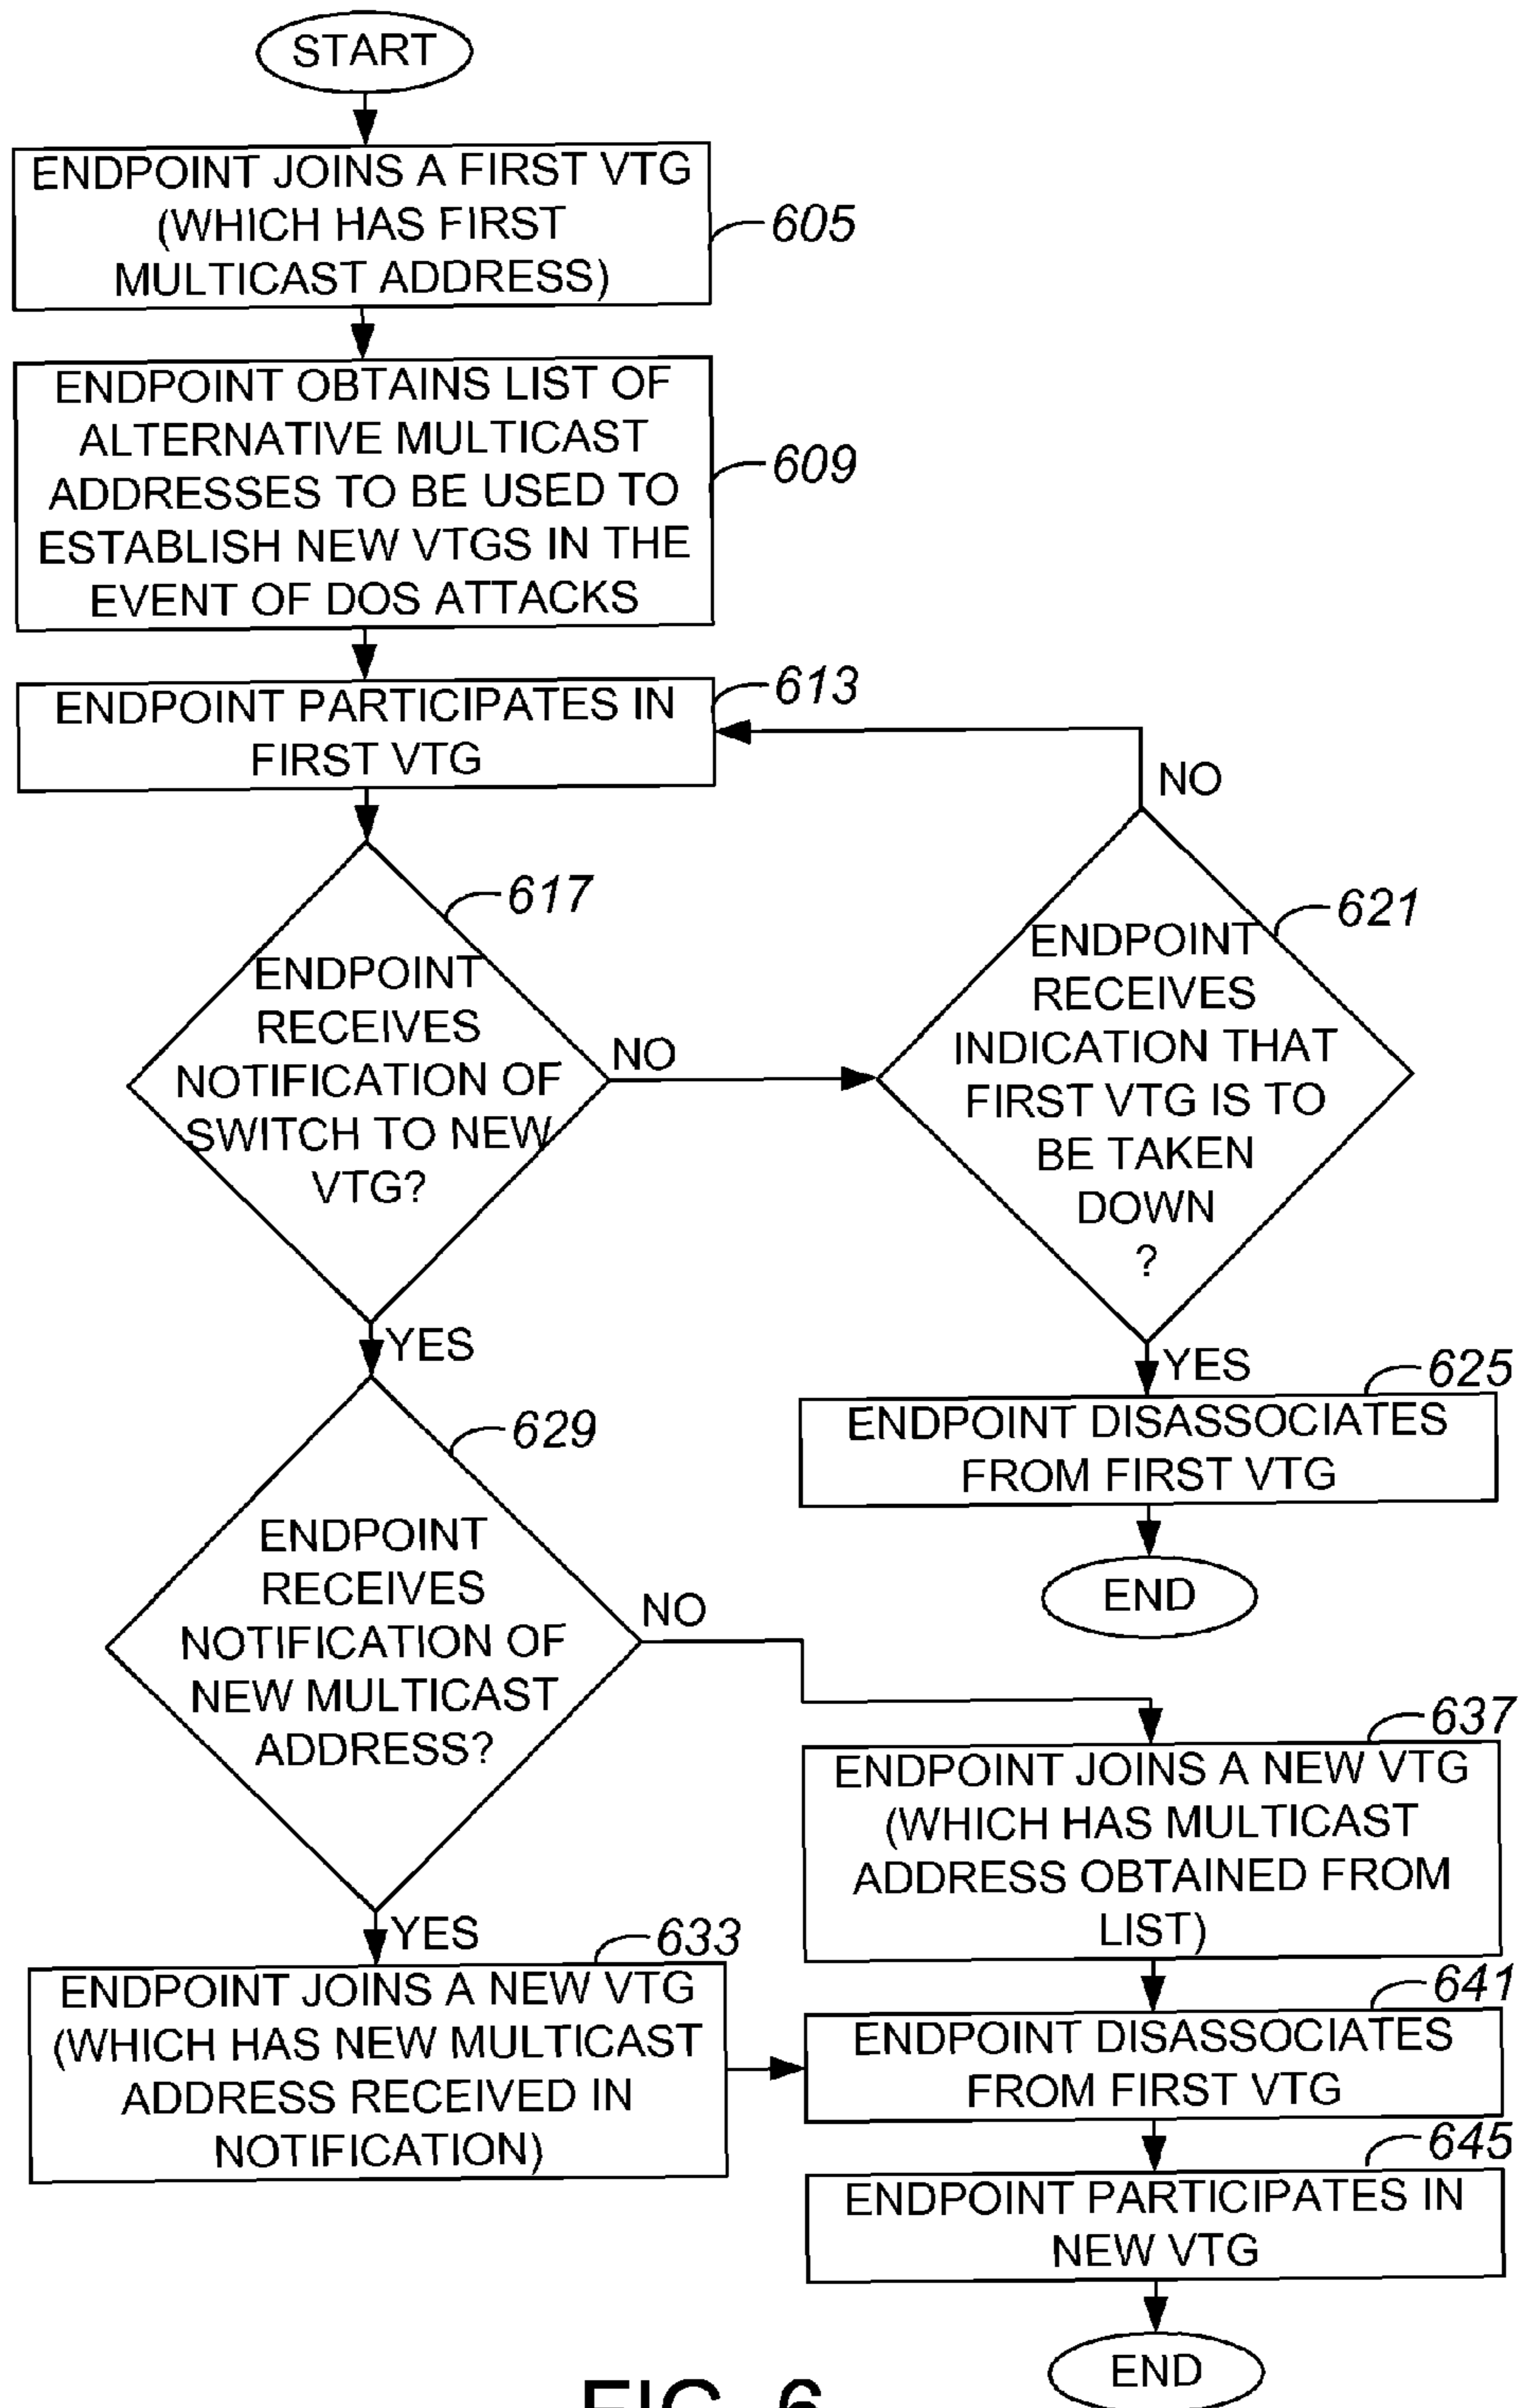 START
ENDPOINT JOINS A FIRST VTG
(WHICH HAS FIRST
MULTICAST ADDRESS)
605
ENDPOINT OBTAINS LIST OF
ALTERNATIVE MULTICAST
ADDRESSES TO BE USED TO
ESTABLISH NEW VTGS IN THE
EVENT OF DOS ATTACKS
609
ENDPOINT PARTICIPATES IN
FIRST VTG
613
617
ENDPOINT
RECEIVES
NOTIFICATION OF
SWITCH TO NEW
VTG?
NO
YES
NO
621
ENDPOINT
RECEIVES
INDICATION THAT
FIRST VTG IS TO
BE TAKEN
DOWN
?
YES
625
ENDPOINT DISASSOCIATES
FROM FIRST VTG
END
629
ENDPOINT
RECEIVES
NOTIFICATION OF
NEW MULTICAST
ADDRESS?
NO
YES
633
ENDPOINT JOINS A NEW VTG
(WHICH HAS NEW MULTICAST
ADDRESS RECEIVED IN
NOTIFICATION)
637
ENDPOINT JOINS A NEW VTG
(WHICH HAS MULTICAST
ADDRESS OBTAINED FROM
LIST)
641
ENDPOINT DISASSOCIATES
FROM FIRST VTG
645
ENDPOINT PARTICIPATES IN
NEW VTG
END
FIG. 6